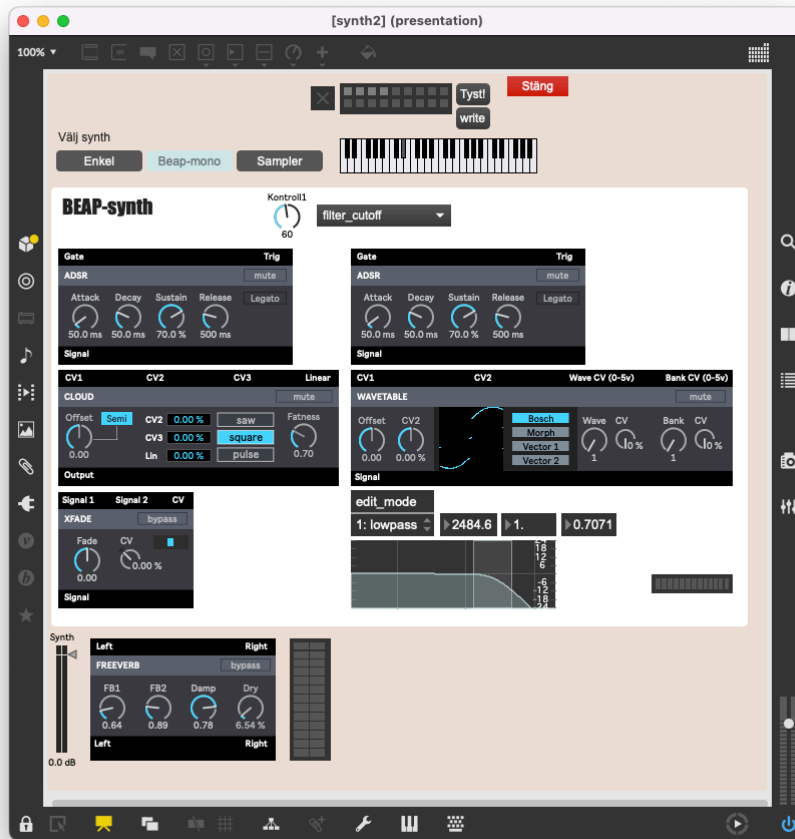 [synth2] (presentation)
100%
Stäng
Tyst!
write
Välj synth
Enkel Beap-mono Sampler
BEAP-synth
Kontroll1
60
filter_cutoff
Gate Trig
ADSR mute
Attack Decay Sustain Release Legato
50.0 ms 50.0 ms 70.0 % 500 ms
Signal
Gate Trig
ADSR mute
Attack Decay Sustain Release Legato
50.0 ms 50.0 ms 70.0 % 500 ms
Signal
CV1 CV2 CV3 Linear
CLOUD mute
Offset Semi CV2 0.00 % saw Fatness
CV3 0.00 % square
0.00 Lin 0.00 % pulse 0.70
Output
CV1 CV2 Wave CV (0-5v) Bank CV (0-5v)
WAVETABLE mute
Offset CV2 Bosch Wave CV Bank CV
Morph
Vector 1
0.00 0.00 % Vector 2 1 0% 1 0%
Signal
Signal 1 Signal 2 CV
XFADE bypass
Fade CV
0.00 0.00 %
Signal
edit_mode
1: lowpass 2484.6 1. 0.7071
24
18
12
6
-6
-12
-18
-24
Synth
0.0 dB
Left Right
FREEVERB bypass
FB1 FB2 Damp Dry
0.64 0.89 0.78 6.54 %
Left Right